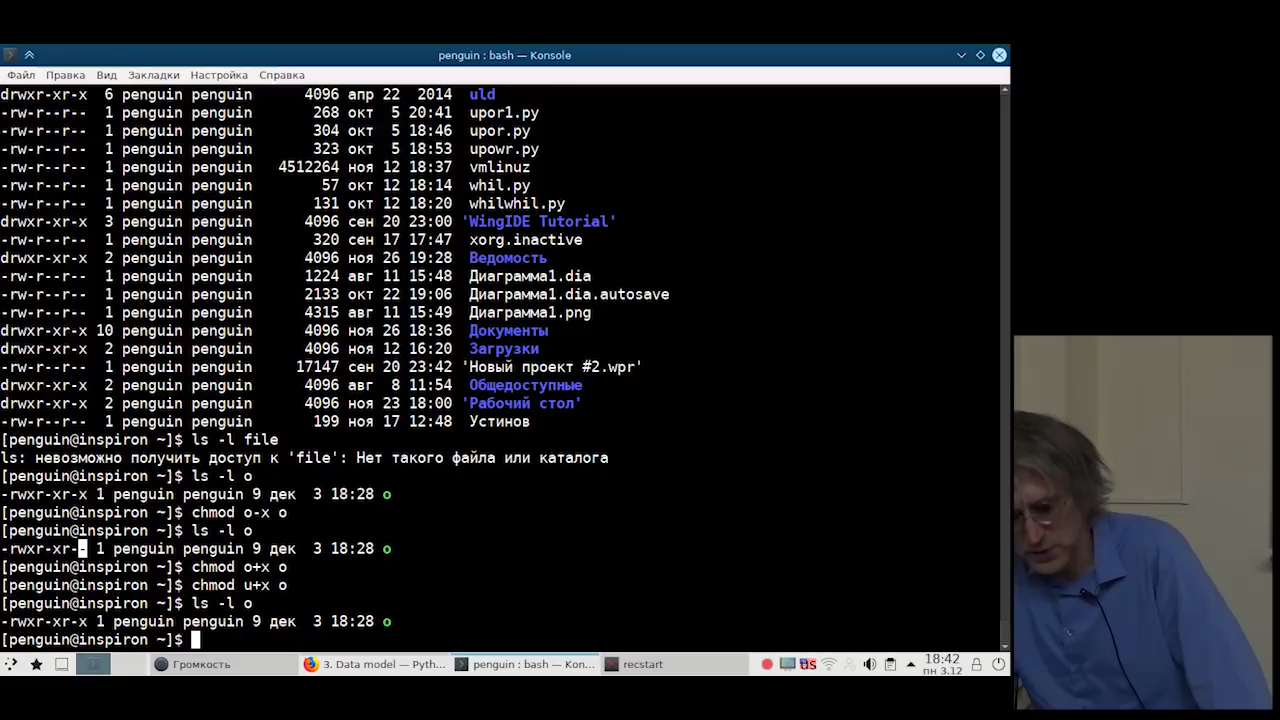 penguin : bash — Konsole
Файл Правка Вид Закладки Настройка Справка
drwxr-xr-x 6 penguin penguin 4096 апр 22 2014 uld
-rw-r--r-- 1 penguin penguin 268 окт 5 20:41 upor1.py
-rw-r--r-- 1 penguin penguin 304 окт 5 18:46 upor.py
-rw-r--r-- 1 penguin penguin 323 окт 5 18:53 upowr.py
-rw-r--r-- 1 penguin penguin 4512264 ноя 12 18:37 vmlinuz
-rw-r--r-- 1 penguin penguin 57 окт 12 18:14 whil.py
-rw-r--r-- 1 penguin penguin 131 окт 12 18:20 whilwhil.py
drwxr-xr-x 3 penguin penguin 4096 сен 20 23:00 'WingIDE Tutorial'
-rw-r--r-- 1 penguin penguin 320 сен 17 17:47 xorg.inactive
drwxr-xr-x 2 penguin penguin 4096 ноя 26 19:28 Ведомость
-rw-r--r-- 1 penguin penguin 1224 авг 11 15:48 Диаграмма1.dia
-rw-r--r-- 1 penguin penguin 2133 окт 22 19:06 Диаграмма1.dia.autosave
-rw-r--r-- 1 penguin penguin 4315 авг 11 15:49 Диаграмма1.png
drwxr-xr-x 10 penguin penguin 4096 ноя 26 18:36 Документы
drwxr-xr-x 2 penguin penguin 4096 ноя 12 16:20 Загрузки
-rw-r--r-- 1 penguin penguin 17147 сен 20 23:42 'Новый проект #2.wpr'
drwxr-xr-x 2 penguin penguin 4096 авг 8 11:54 Общедоступные
drwxr-xr-x 2 penguin penguin 4096 ноя 23 18:00 'Рабочий стол'
-rw-r--r-- 1 penguin penguin 199 ноя 17 12:48 Устинов
[penguin@inspiron ~]$ ls -l file
ls: невозможно получить доступ к 'file': Нет такого файла или каталога
[penguin@inspiron ~]$ ls -l o
-rwxr-xr-x 1 penguin penguin 9 дек 3 18:28 o
[penguin@inspiron ~]$ chmod o-x o
[penguin@inspiron ~]$ ls -l o
-rwxr-xr-- 1 penguin penguin 9 дек 3 18:28 o
[penguin@inspiron ~]$ chmod o+x o
[penguin@inspiron ~]$ chmod u+x o
[penguin@inspiron ~]$ ls -l o
-rwxr-xr-x 1 penguin penguin 9 дек 3 18:28 o
[penguin@inspiron ~]$
Громкость 3. Data model — Pyth... penguin : bash — Kon... recstart us 18:42
пн 3.12